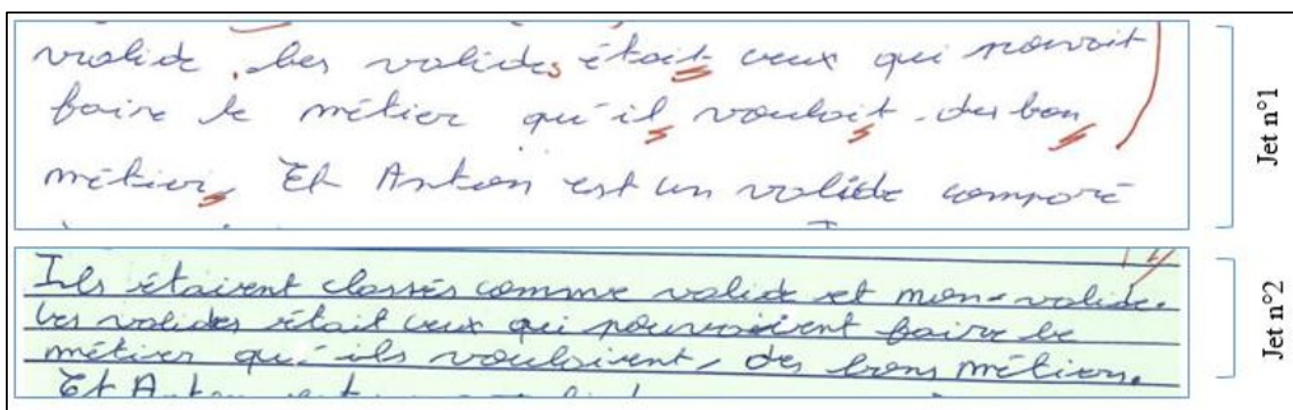 valide. Les valides était ceux qui pouvait
faire le métier qu'il voulait. des bon
métier, Et Anton est un valide comparé
Jet n°1
Ils étaient classés comme valide et non-valide.
Les valides était ceux qui pouvaient faire le
métier qu'ils voulaient, des bons métiers.
Et Anton
Jet n°2